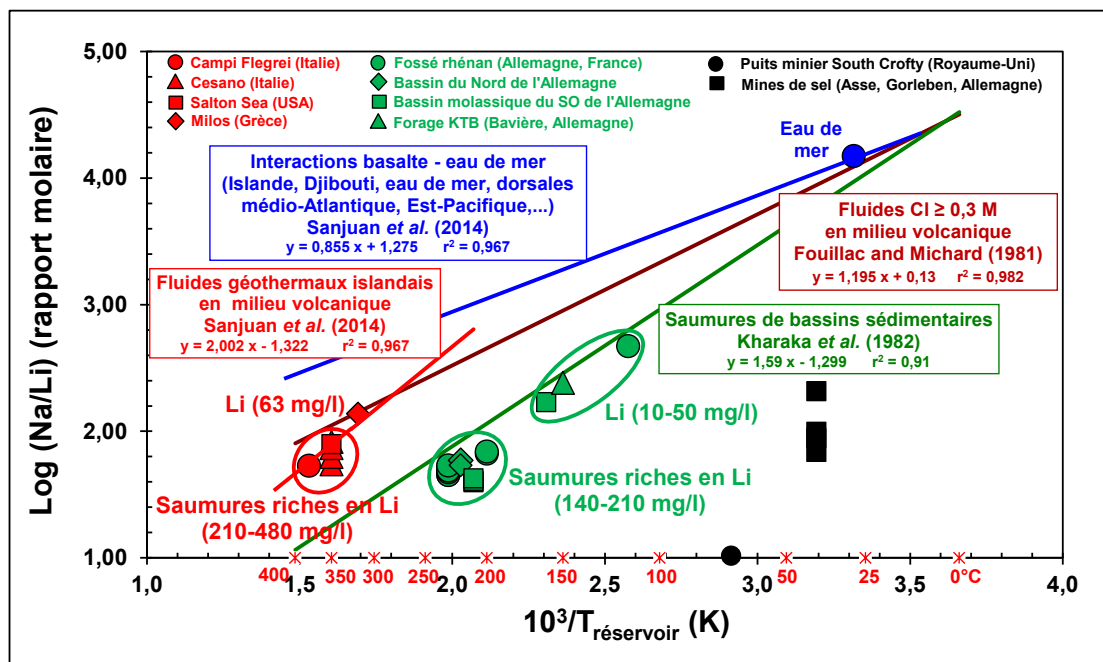 5,00
4,00
3,00
2,00
1,00
Log (Na/Li) (rapport molaire)
Campi Flegrei (Italie)
Cesano (Italie)
Salton Sea (USA)
Milos (Grèce)
Fossé rhénan (Allemagne, France)
Bassin du Nord de l'Allemagne
Bassin molassique du SO de l'Allemagne
Forage KTB (Bavière, Allemagne)
Puits minier South Crofty (Royaume-Uni)
Mines de sel (Asse, Gorleben, Allemagne)
Eau de
mer
Interactions basalte - eau de mer
(Islande, Djibouti, eau de mer, dorsales
médio-Atlantique, Est-Pacifique,...)
Sanjuan et al. (2014)
y = 0,855 x + 1,275 r² = 0,967
Fluides Cl ≥ 0,3 M
en milieu volcanique
Fouillac and Michard (1981)
y = 1,195 x + 0,13 r² = 0,982
Fluides géothermaux islandais
en milieu volcanique
Sanjuan et al. (2014)
y = 2,002 x - 1,322 r² = 0,967
Saumures de bassins sédimentaires
Kharaka et al. (1982)
y = 1,59 x - 1,299 r² = 0,91
Li (63 mg/l)
Li (10-50 mg/l)
Saumures riches en Li
(210-480 mg/l)
Saumures riches en Li
(140-210 mg/l)
400 350 300 250 200 150 100 50 25 0°C
1,0 1,5 2,0 2,5 3,0 3,5 4,0
10³/Tréservoir (K)